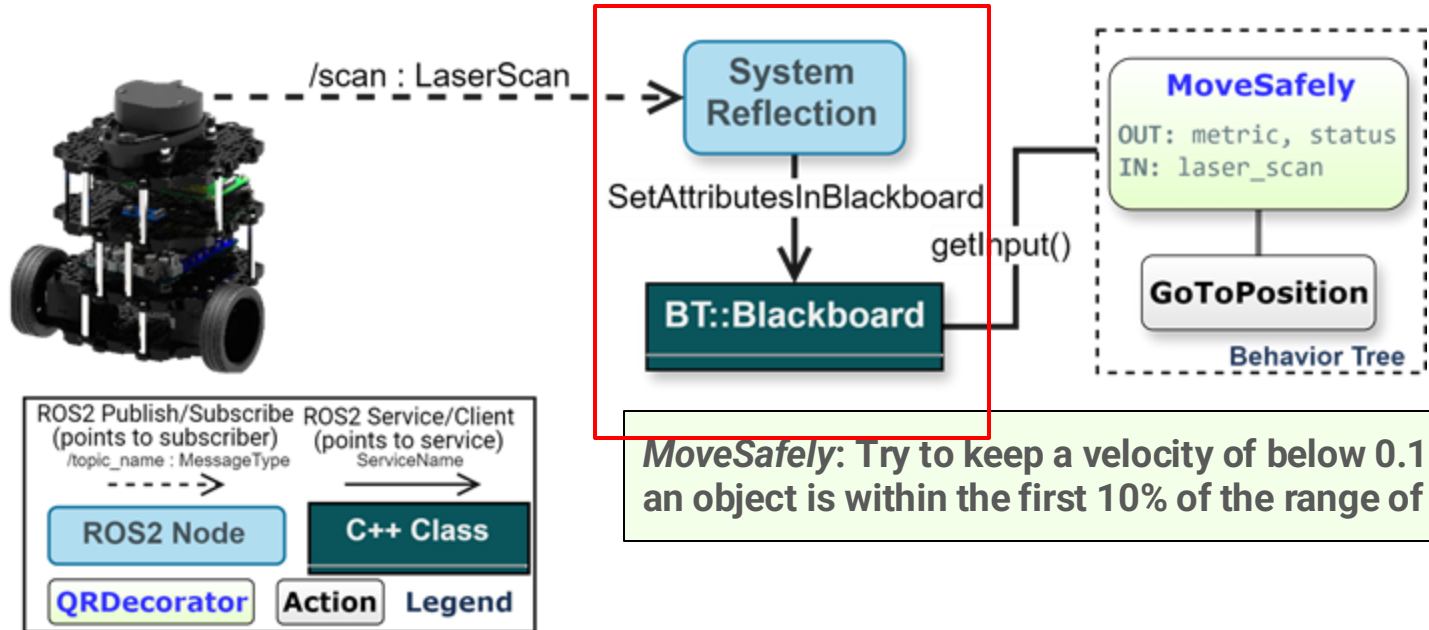 /scan : LaserScan
System
Reflection
SetAttributesInBlackboard
BT::Blackboard
getInput()
MoveSafely
OUT: metric, status
IN: laser_scan
GoToPosition
Behavior Tree
ROS2 Publish/Subscribe
(points to subscriber)
/topic_name : MessageType
ROS2 Service/Client
(points to service)
ServiceName
ROS2 Node
C++ Class
QRDecorator
Action
Legend
MoveSafely: Try to keep a velocity of below 0.1
an object is within the first 10% of the range of